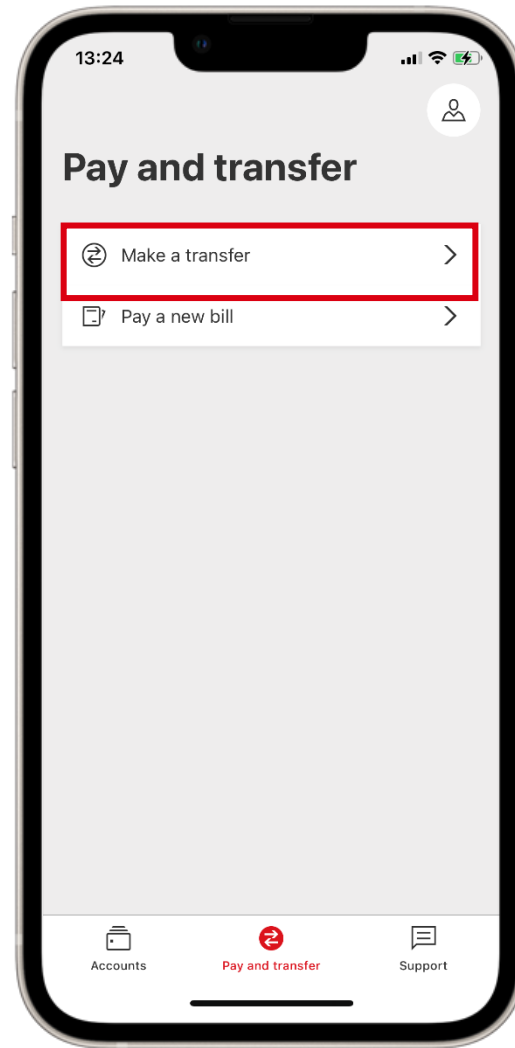 13:24
Pay and transfer
Make a transfer
Pay a new bill
Accounts
Pay and transfer
Support